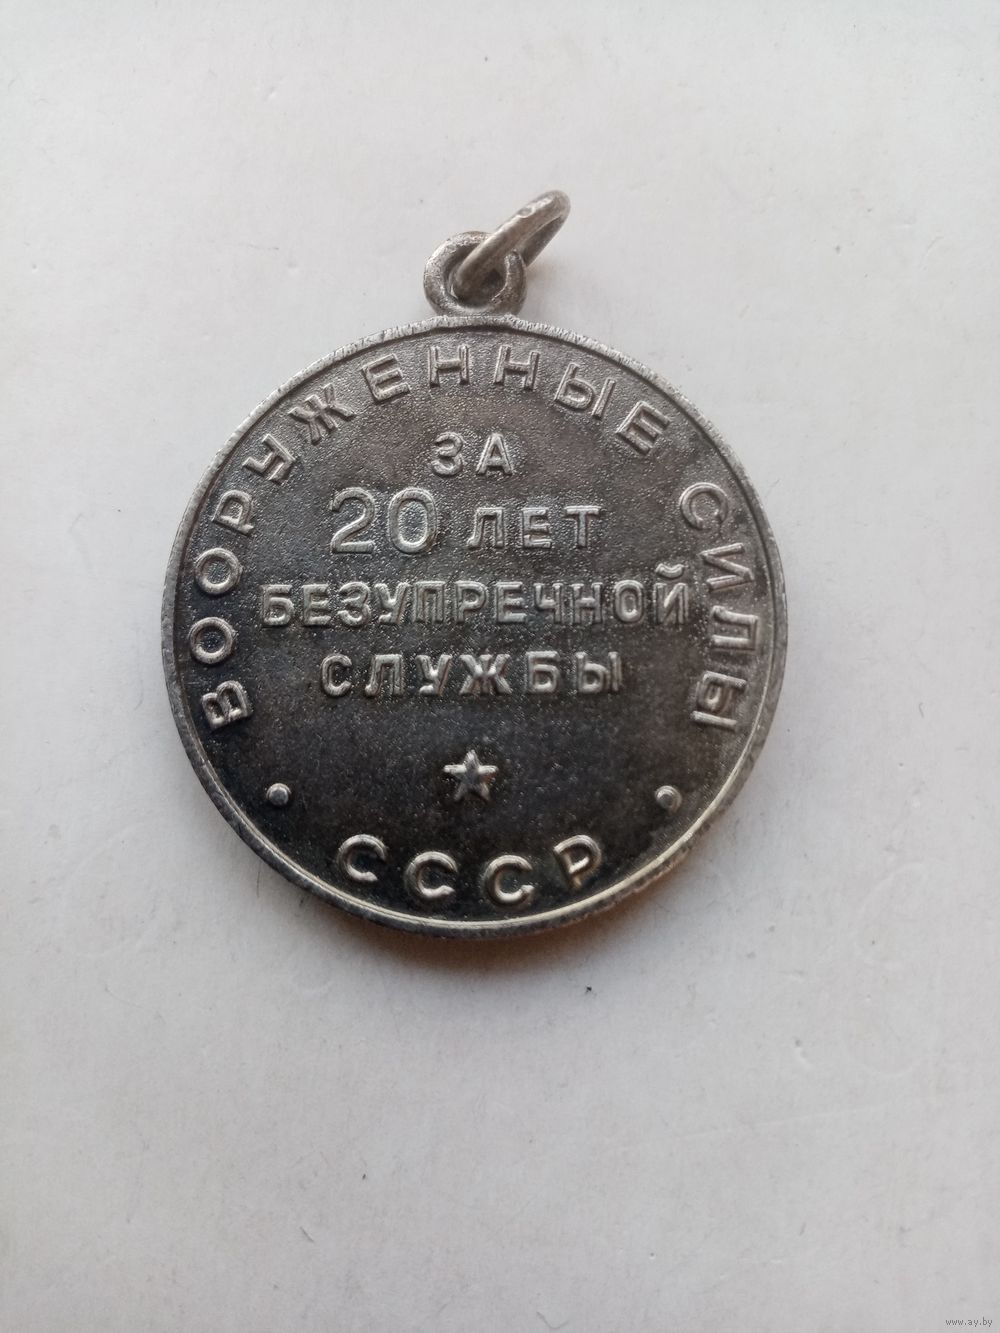 ВООРУЖЕННЫЕ СИЛЫ
ЗА
20 ЛЕТ
БЕЗУПРЕЧНОЙ
СЛУЖБЫ
СССР
www.ay.by